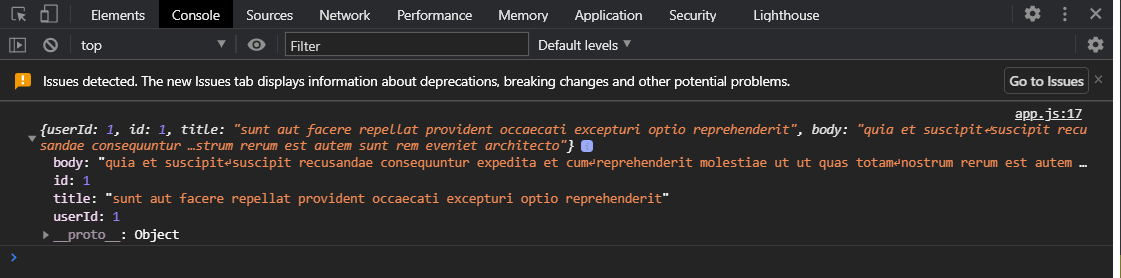 Elements Console Sources Network Performance Memory Application Security Lighthouse
top Filter Default levels
Issues detected. The new Issues tab displays information about deprecations, breaking changes and other potential problems. Go to Issues
app.js:17
{userId: 1, id: 1, title: "sunt aut facere repellat provident occaecati excepturi optio reprehenderit", body: "quia et suscipit↵suscipit recu
sandae consequuntur …strum rerum est autem sunt rem eveniet architecto"}
body: "quia et suscipit↵suscipit recusandae consequuntur expedita et cum↵reprehenderit molestiae ut ut quas totam↵nostrum rerum est autem …
id: 1
title: "sunt aut facere repellat provident occaecati excepturi optio reprehenderit"
userId: 1
__proto__: Object